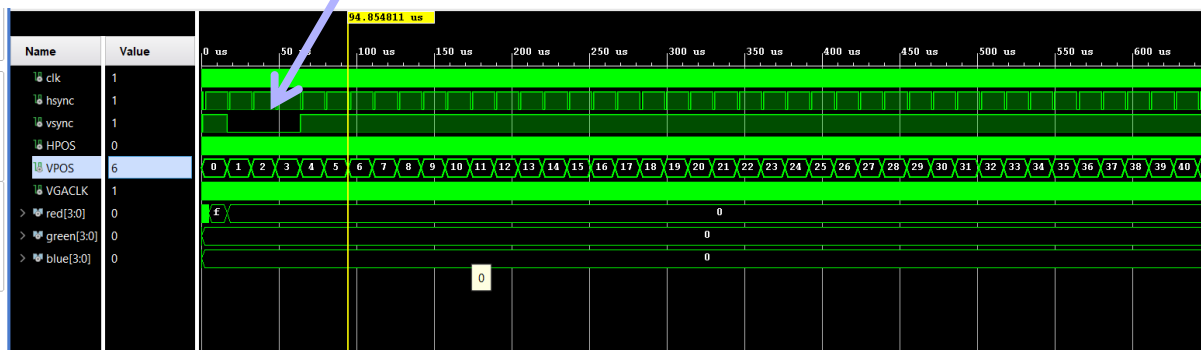 94.854811 us
Name Value 0 us 50 us 100 us 150 us 200 us 250 us 300 us 350 us 400 us 450 us 500 us 550 us 600 us
clk 1
hsync 1
vsync 1
HPOS 0
VPOS 6 0 1 2 3 4 5 6 7 8 9 10 11 12 13 14 15 16 17 18 19 20 21 22 23 24 25 26 27 28 29 30 31 32 33 34 35 36 37 38 39 40
VGACLK 1
> red[3:0] 0 f 0
> green[3:0] 0 0
> blue[3:0] 0 0
0